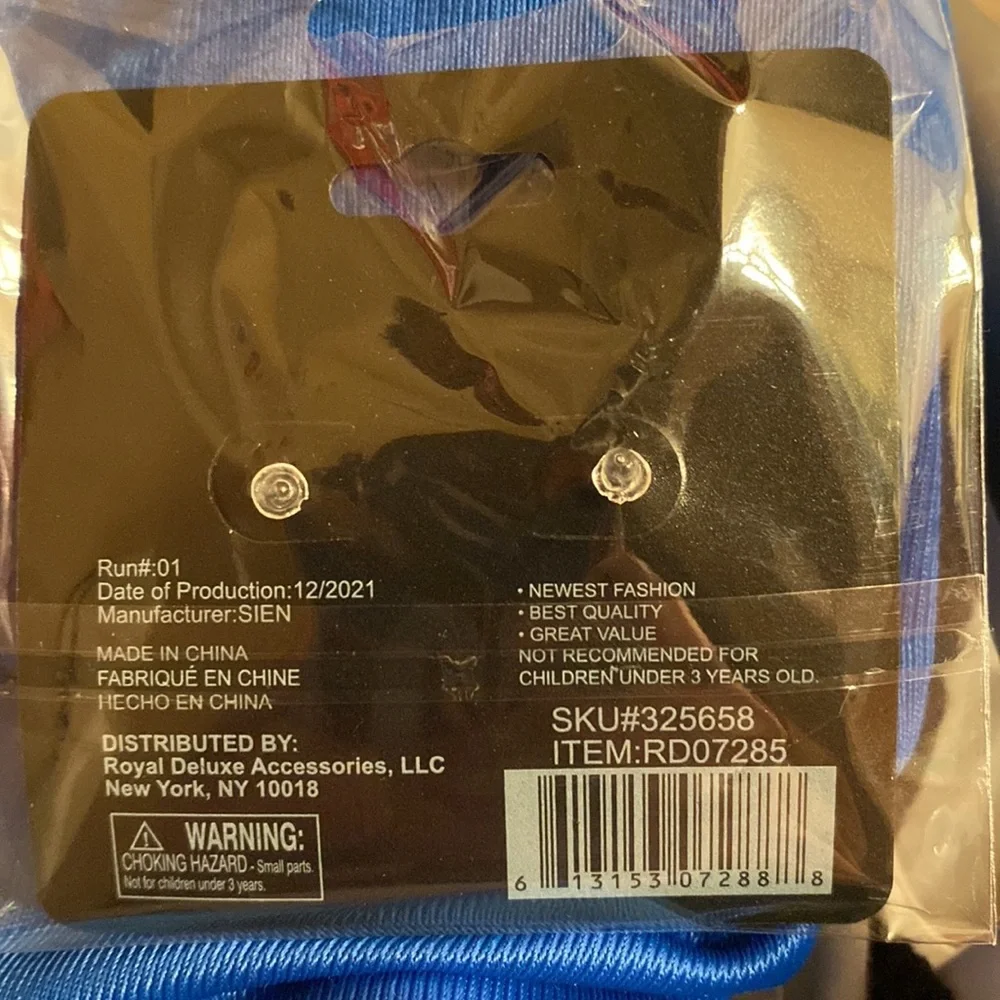 Run#:01
Date of Production:12/2021
Manufacturer:SIEN
MADE IN CHINA
FABRIQUÉ EN CHINE
HECHO EN CHINA
DISTRIBUTED BY:
Royal Deluxe Accessories, LLC
New York, NY 10018
WARNING:
CHOKING HAZARD - Small parts.
Not for children under 3 years.
• NEWEST FASHION
• BEST QUALITY
• GREAT VALUE
NOT RECOMMENDED FOR
CHILDREN UNDER 3 YEARS OLD.
SKU#325658
ITEM:RD07285
6 13153 07288 8